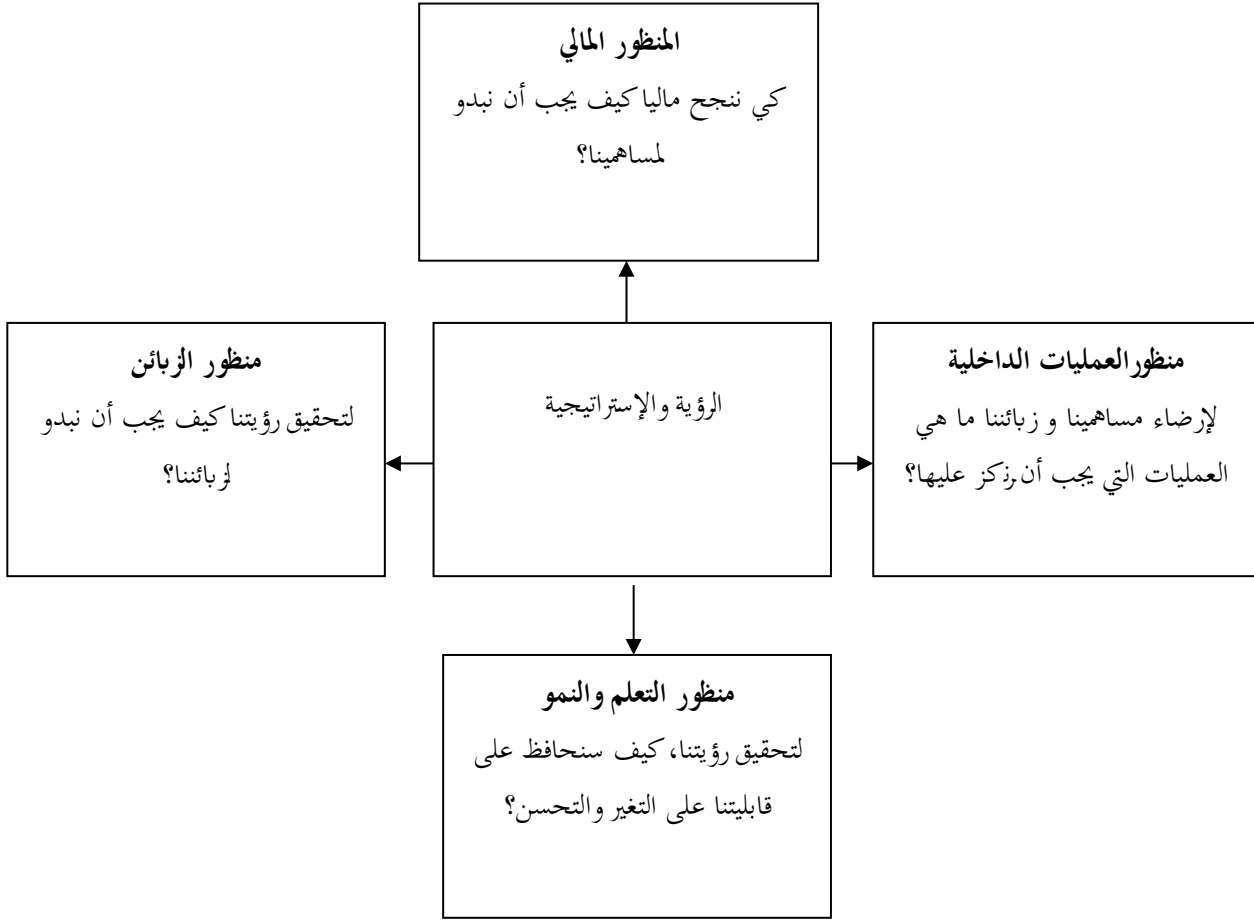 المنظور المالي
كي ننجح ماليا كيف يجب أن نبدو
لمساهمينا؟
منظور العمليات الداخلية
لإرضاء مساهمينا و زبائننا ما هي
العمليات التي يجب أن نركز عليها؟
الرؤية والإستراتيجية
منظور الزبائن
لتحقيق رؤيتنا كيف يجب أن نبدو
لزبائننا؟
منظور التعلم والنمو
لتحقيق رؤيتنا، كيف سنحافظ على
قابليتنا على التغير والتحسن؟